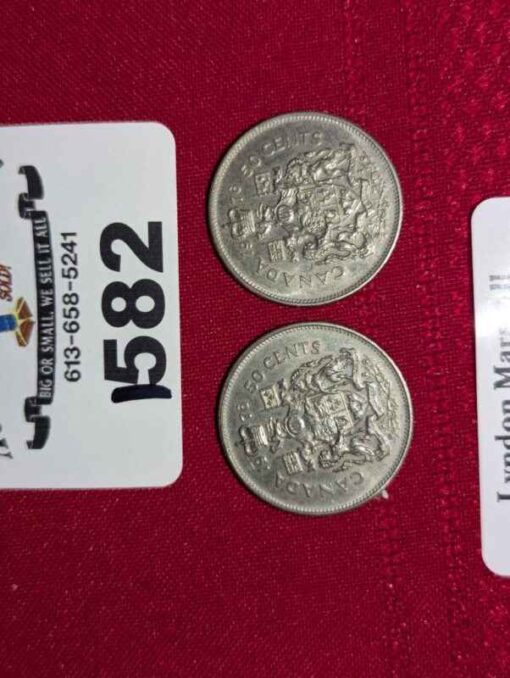 SOLD!
BIG OR SMALL, WE SELL IT ALL
613-658-5241
1582
50 CENTS
CANADA
50 CENTS
CANADA
Lyndon Mar